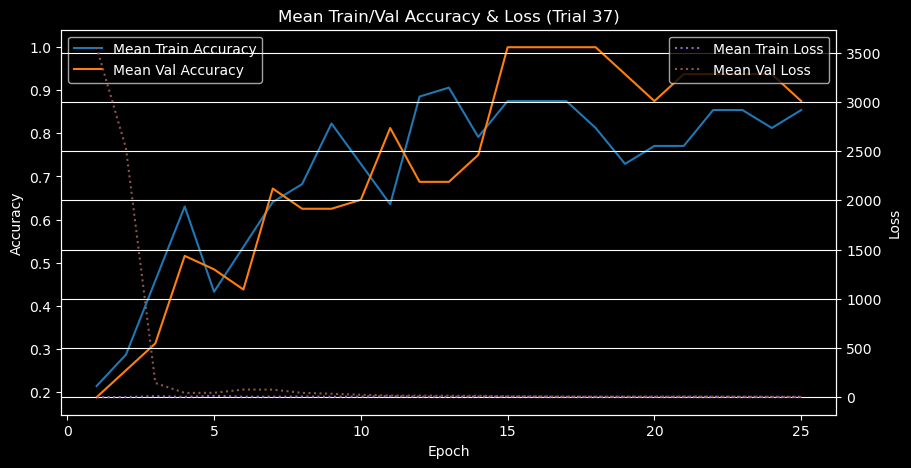 Mean Train/Val Accuracy & Loss (Trial 37)
Mean Train Accuracy
Mean Val Accuracy
Mean Train Loss
Mean Val Loss
Accuracy
1.0
0.9
0.8
0.7
0.6
0.5
0.4
0.3
0.2
Loss
3500
3000
2500
2000
1500
1000
500
0
0
5
10
15
20
25
Epoch